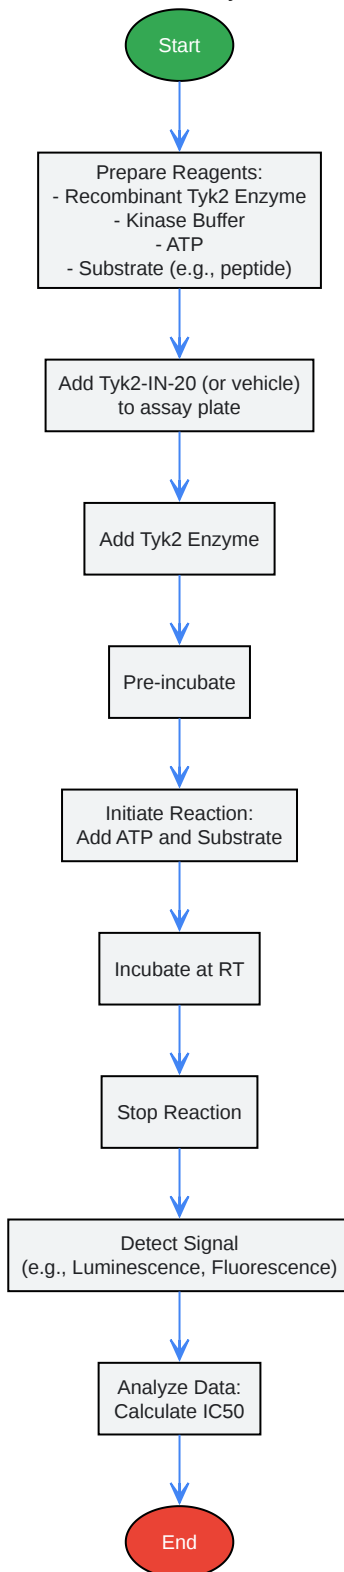 Start
Prepare Reagents:
- Recombinant Tyk2 Enzyme
- Kinase Buffer
- ATP
- Substrate (e.g., peptide)
Add Tyk2-IN-20 (or vehicle)
to assay plate
Add Tyk2 Enzyme
Pre-incubate
Initiate Reaction:
Add ATP and Substrate
Incubate at RT
Stop Reaction
Detect Signal
(e.g., Luminescence, Fluorescence)
Analyze Data:
Calculate IC50
End